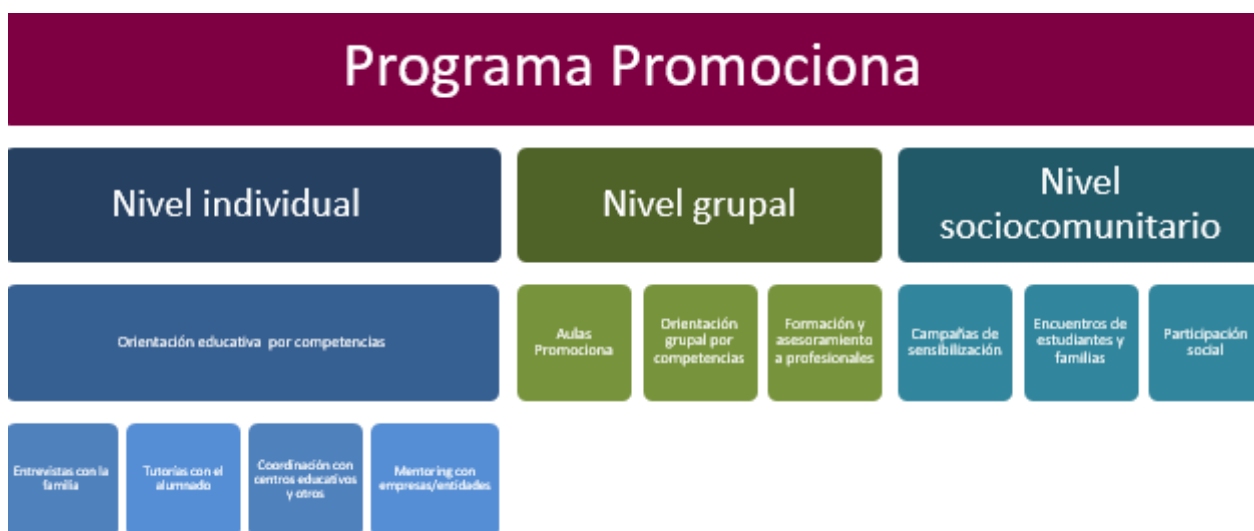 Programa Promociona
Nivel individual
Nivel grupal
Nivel
sociocomunitario
Orientación educativa por competencias
Aulas
Promociona
Orientación
grupal por
competencias
Formación y
asesoramiento
a profesionales
Campañas de
sensibilización
Encuentros de
estudiantes y
familias
Participación
social
Entrevistas con la
familia
Tutorías con el
alumnado
Coordinación con
centros educativos
y otros
Mentoring con
empresas/entidades